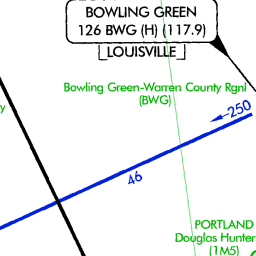 BOWLING GREEN
126 BWG (H) (117.9)
LOUISVILLE
Bowling Green-Warren County Rgnl
(BWG)
y
250
46
PORTLAND
Douglas Hunter
(1M5)